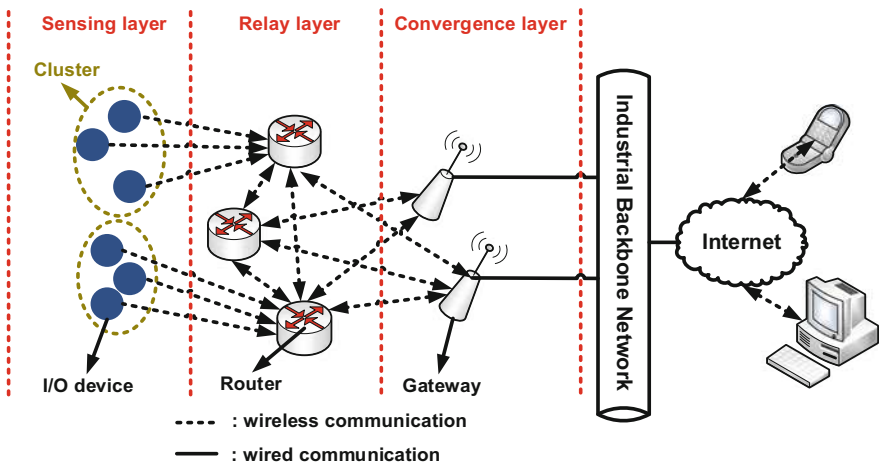 Sensing layer
Relay layer
Convergence layer
Cluster
Industrial Backbone Network
Internet
I/O device
Router
Gateway
: wireless communication
: wired communication